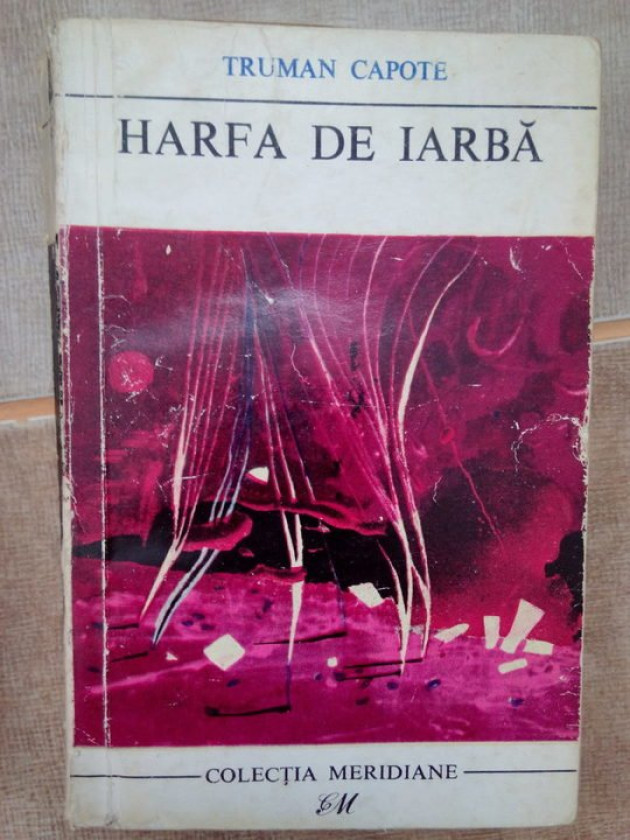 TRUMAN CAPOTE
HARFA DE IARBĂ
COLECȚIA MERIDIANE
CM